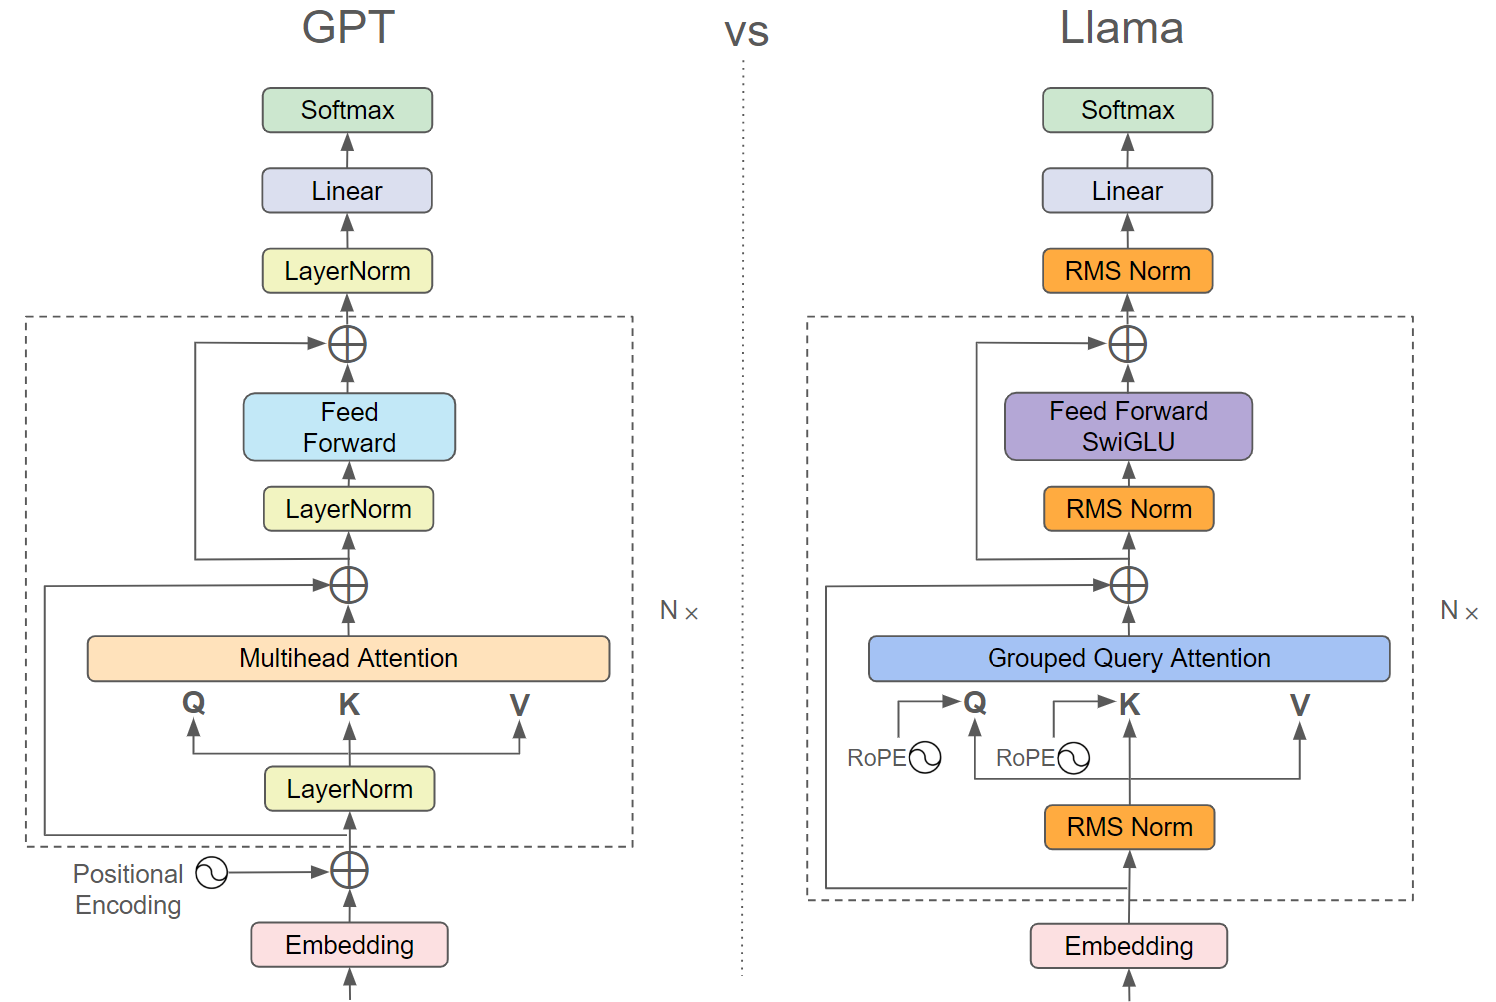 GPT
vs
Llama
Softmax
Linear
LayerNorm
Feed
Forward
LayerNorm
N ×
Multihead Attention
Q
K
V
LayerNorm
Positional
Encoding
Embedding
Softmax
Linear
RMS Norm
Feed Forward
SwiGLU
RMS Norm
N ×
Grouped Query Attention
Q
K
V
RoPE
RoPE
RMS Norm
Embedding